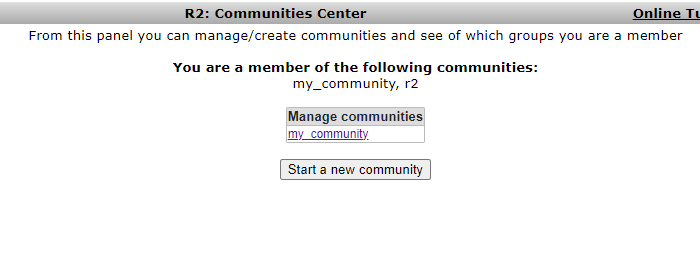 R2: Communities Center Online
From this panel you can manage/create communities and see of which groups you are a member
You are a member of the following communities:
my_community, r2
Manage communities
my_community
Start a new community